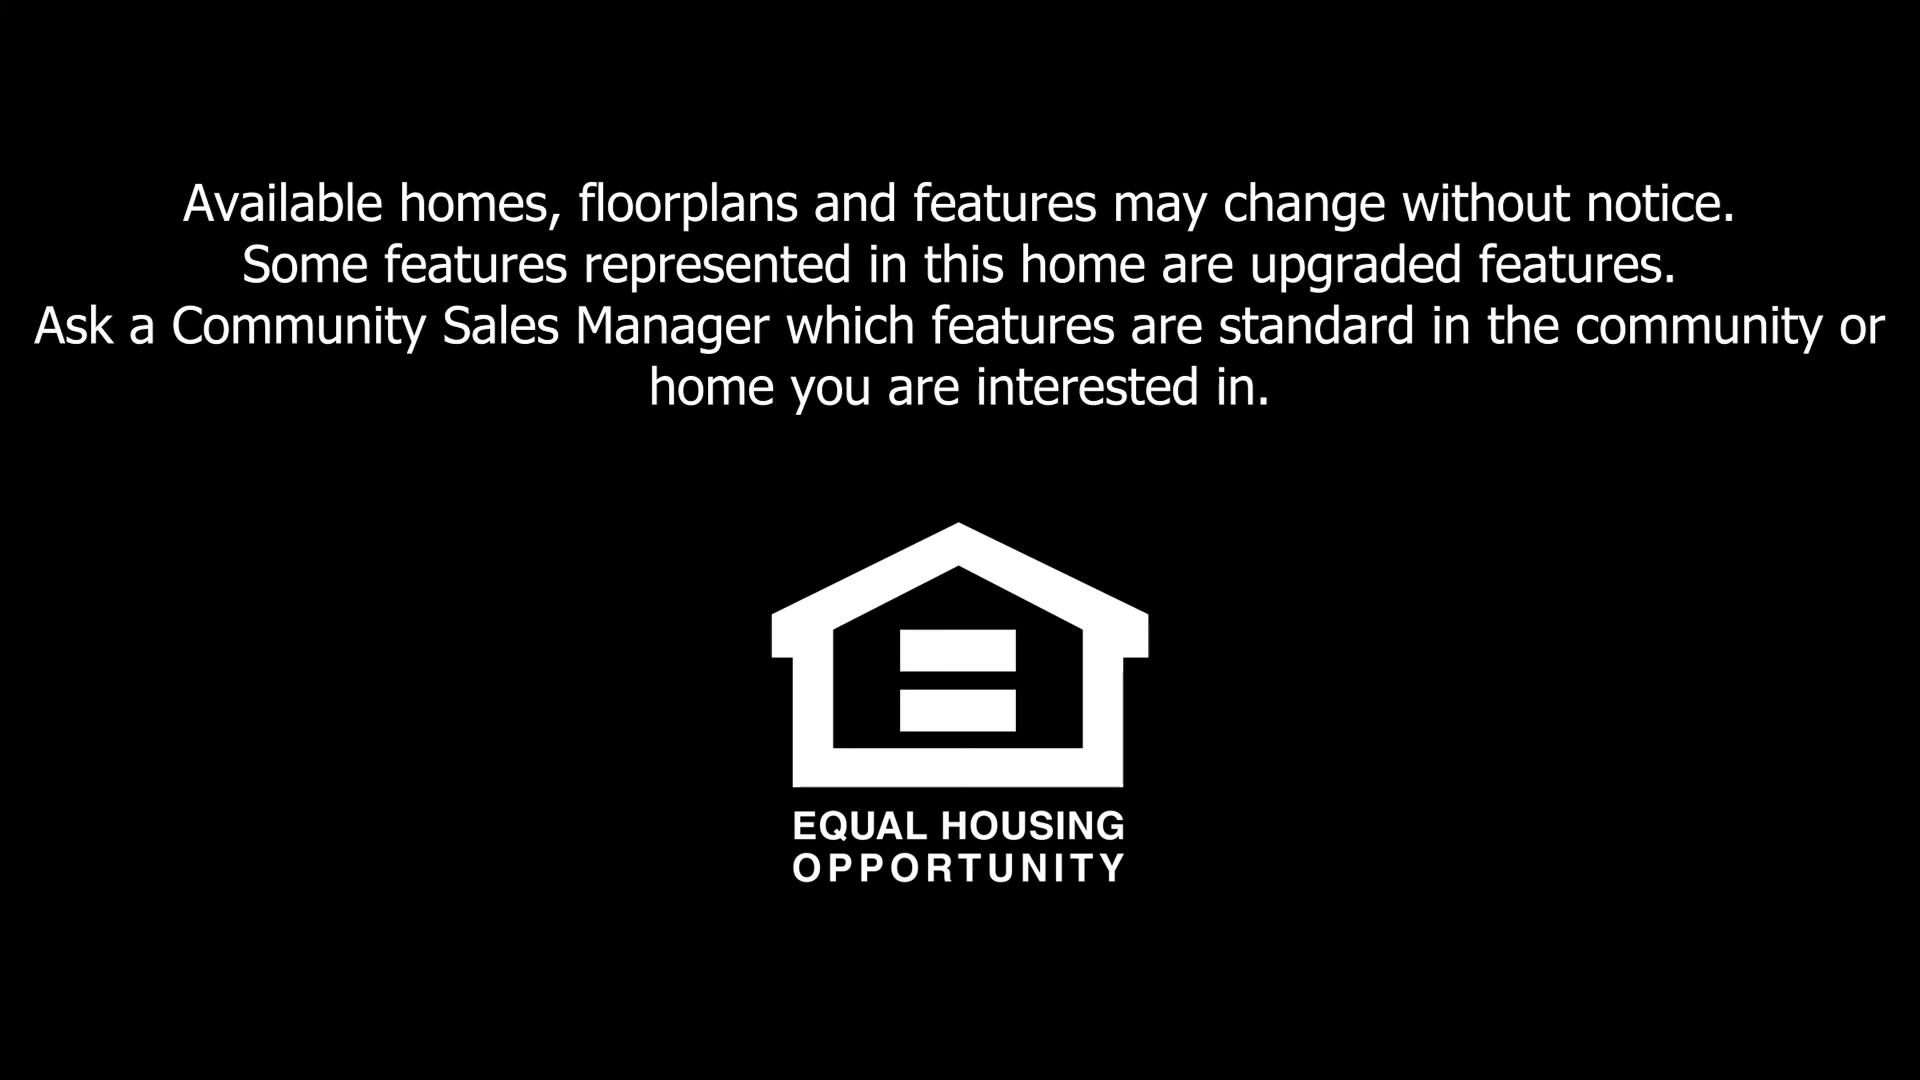 Available homes, floorplans and features may change without notice.
Some features represented in this home are upgraded features.
Ask a Community Sales Manager which features are standard in the community or
home you are interested in.
EQUAL HOUSING
OPPORTUNITY